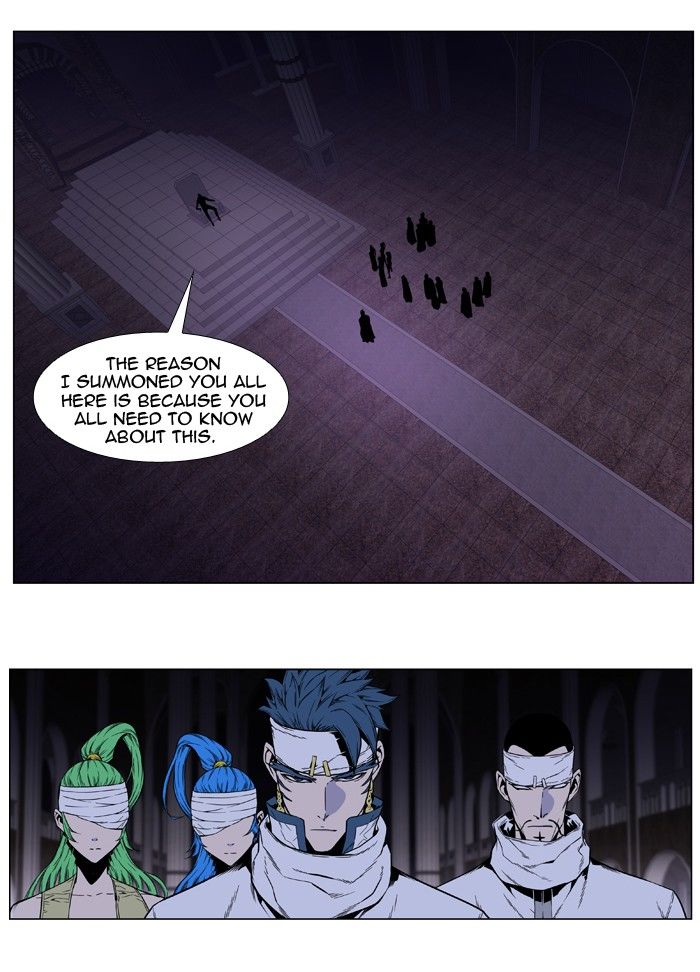 THE REASON
I SUMMONED YOU ALL
HERE IS BECAUSE YOU
ALL NEED TO KNOW
ABOUT THIS.